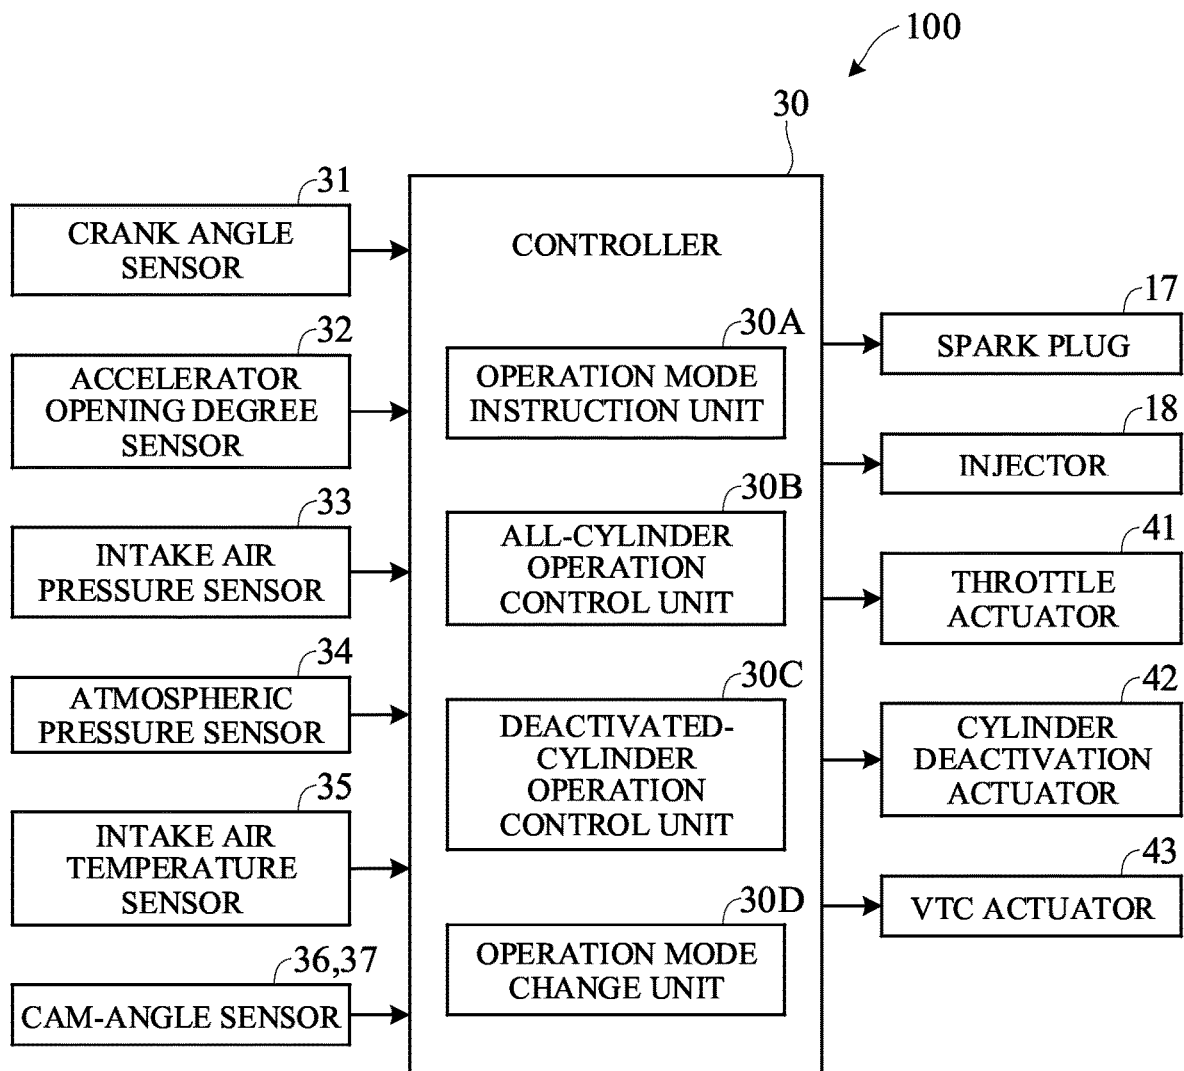 100
30
31
CRANK ANGLE
SENSOR
32
ACCELERATOR
OPENING DEGREE
SENSOR
33
INTAKE AIR
PRESSURE SENSOR
34
ATMOSPHERIC
PRESSURE SENSOR
35
INTAKE AIR
TEMPERATURE
SENSOR
36,37
CAM-ANGLE SENSOR
CONTROLLER
30A
OPERATION MODE
INSTRUCTION UNIT
30B
ALL-CYLINDER
OPERATION
CONTROL UNIT
30C
DEACTIVATED-
CYLINDER
OPERATION
CONTROL UNIT
30D
OPERATION MODE
CHANGE UNIT
17
SPARK PLUG
18
INJECTOR
41
THROTTLE
ACTUATOR
42
CYLINDER
DEACTIVATION
ACTUATOR
43
VTC ACTUATOR